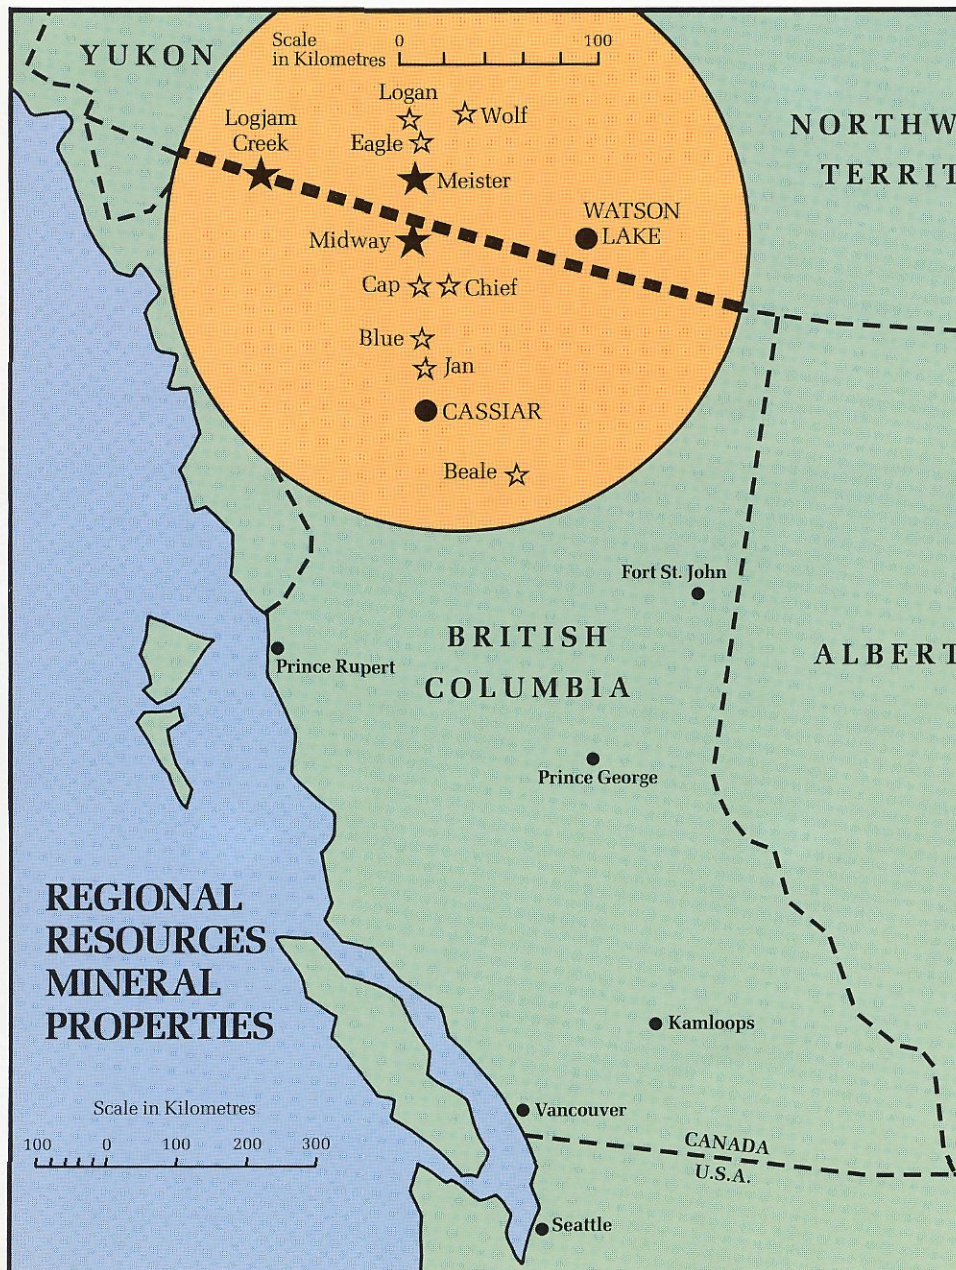 YUKON
Scale
in Kilometres
0 100
Logan
Wolf
Logjam
Creek
Eagle
Meister
NORTHW
TERRIT
WATSON
LAKE
Midway
Cap
Chief
Blue
Jan
CASSIAR
Beale
Fort St. John
BRITISH
COLUMBIA
ALBERT
Prince Rupert
Prince George
REGIONAL
RESOURCES
MINERAL
PROPERTIES
Kamloops
Scale in Kilometres
100 0 100 200 300
Vancouver
CANADA
U.S.A.
Seattle